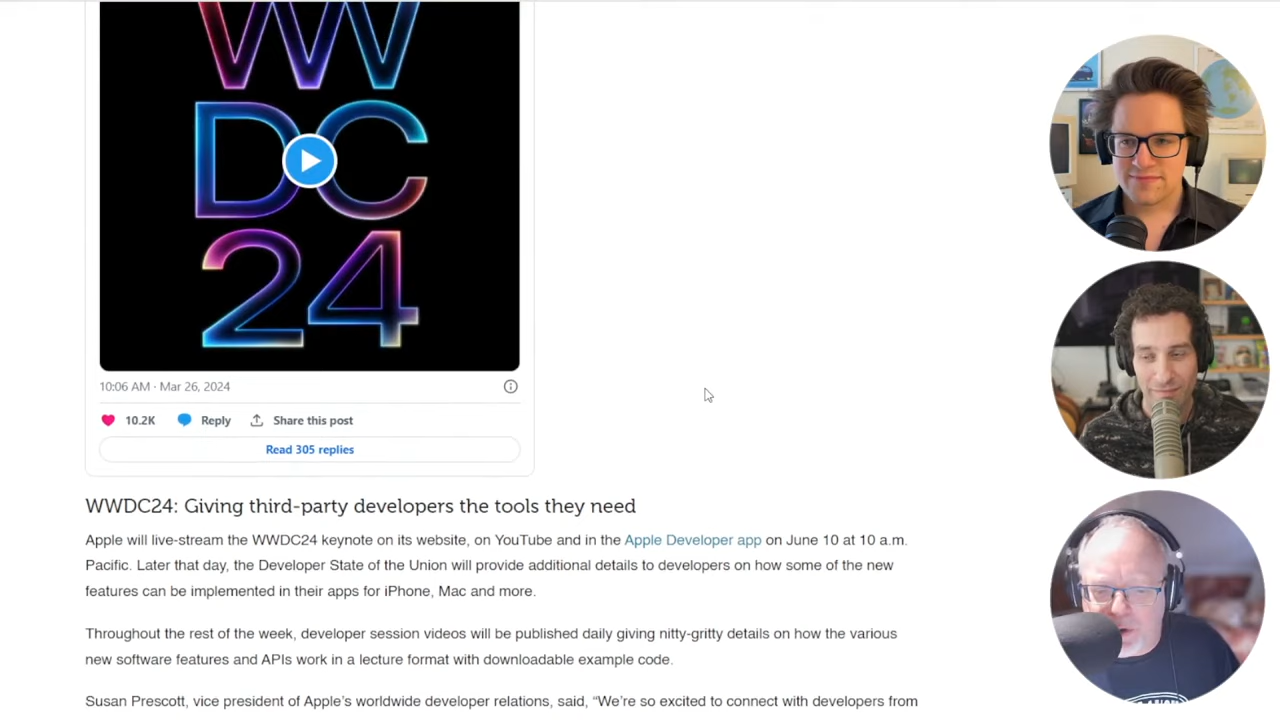 WW
DC
24
10:06 AM · Mar 26, 2024
10.2K Reply Share this post
Read 305 replies
WWDC24: Giving third-party developers the tools they need
Apple will live-stream the WWDC24 keynote on its website, on YouTube and in the Apple Developer app on June 10 at 10 a.m.
Pacific. Later that day, the Developer State of the Union will provide additional details to developers on how some of the new
features can be implemented in their apps for iPhone, Mac and more.
Throughout the rest of the week, developer session videos will be published daily giving nitty-gritty details on how the various
new software features and APIs work in a lecture format with downloadable example code.
Susan Prescott, vice president of Apple’s worldwide developer relations, said, “We’re so excited to connect with developers from